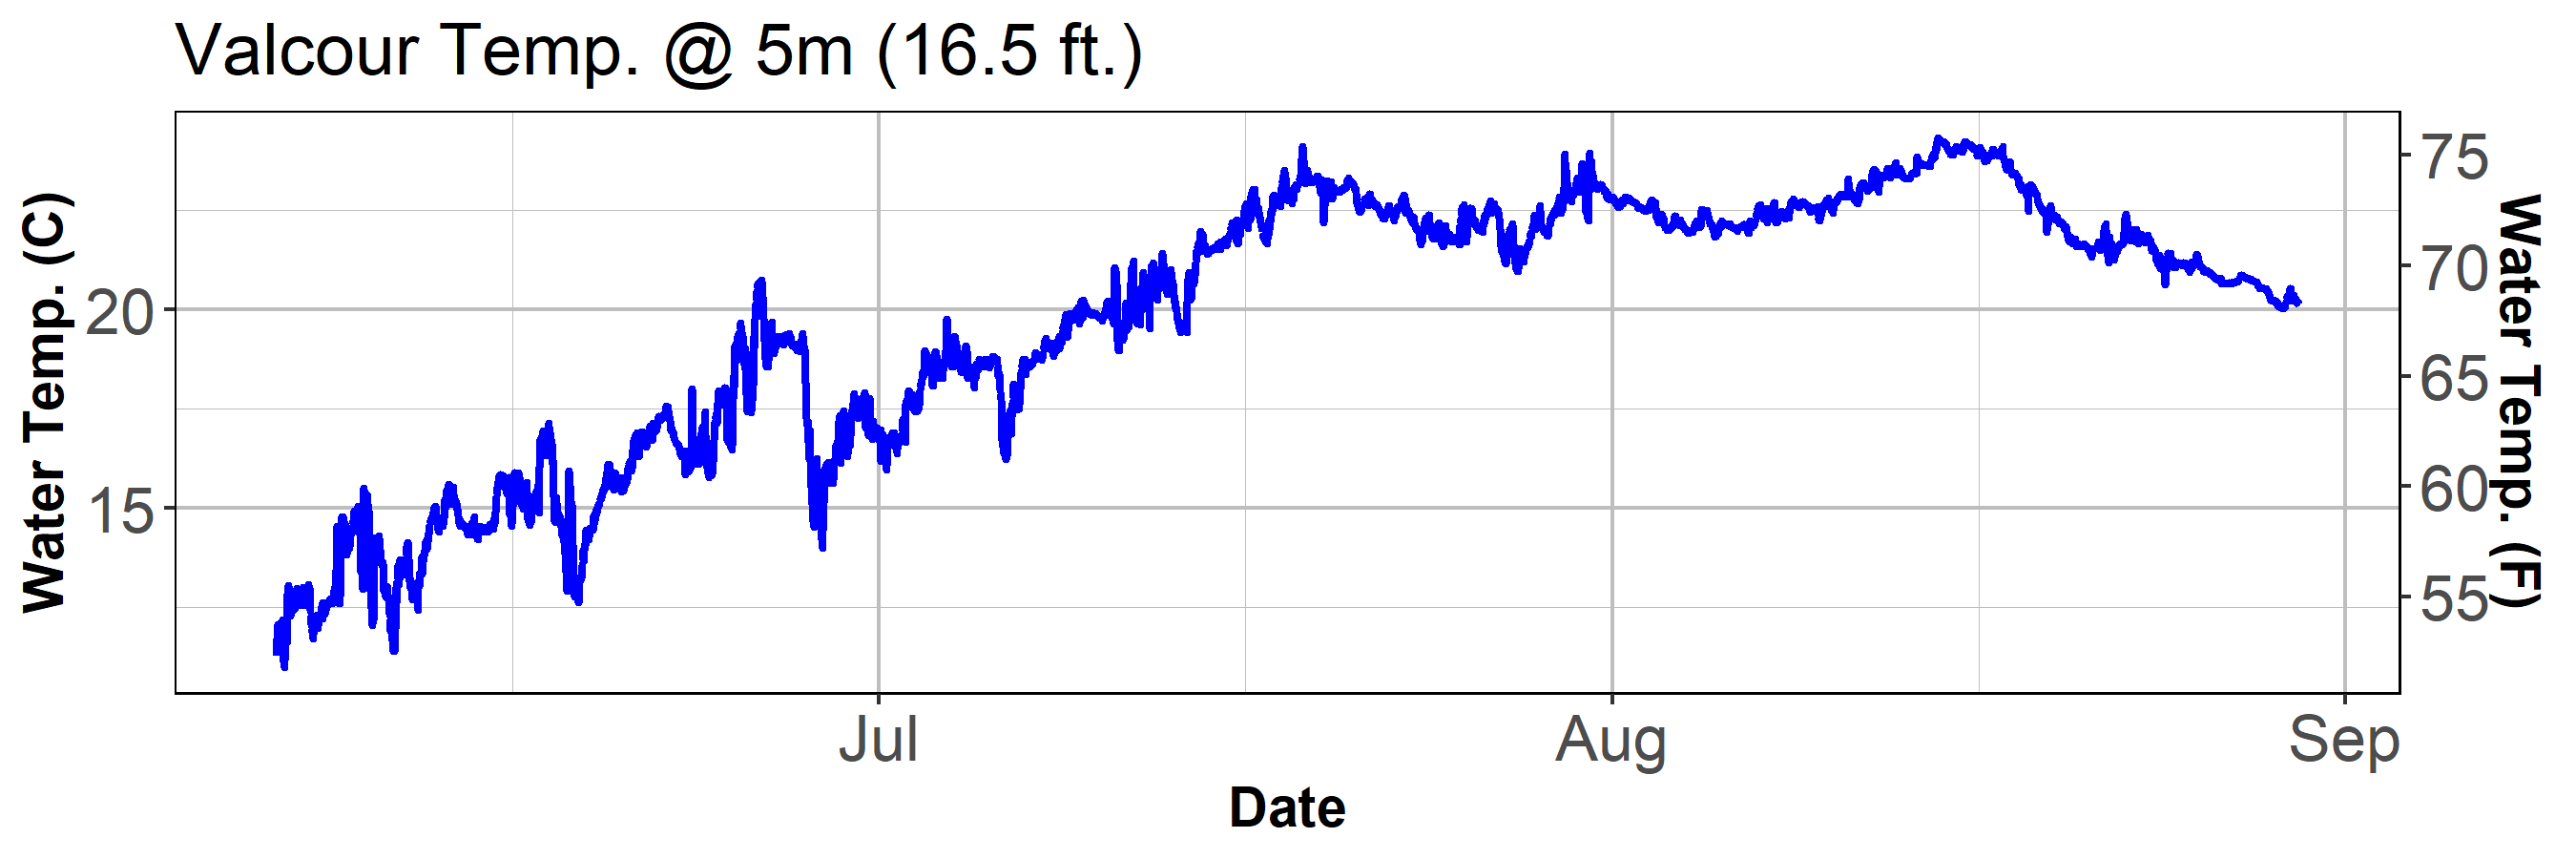 Valcour Temp. @ 5m (16.5 ft.)
Water Temp. (C)
20
15
75
70
65
60
55
Water Temp. (F)
Jul
Aug
Sep
Date